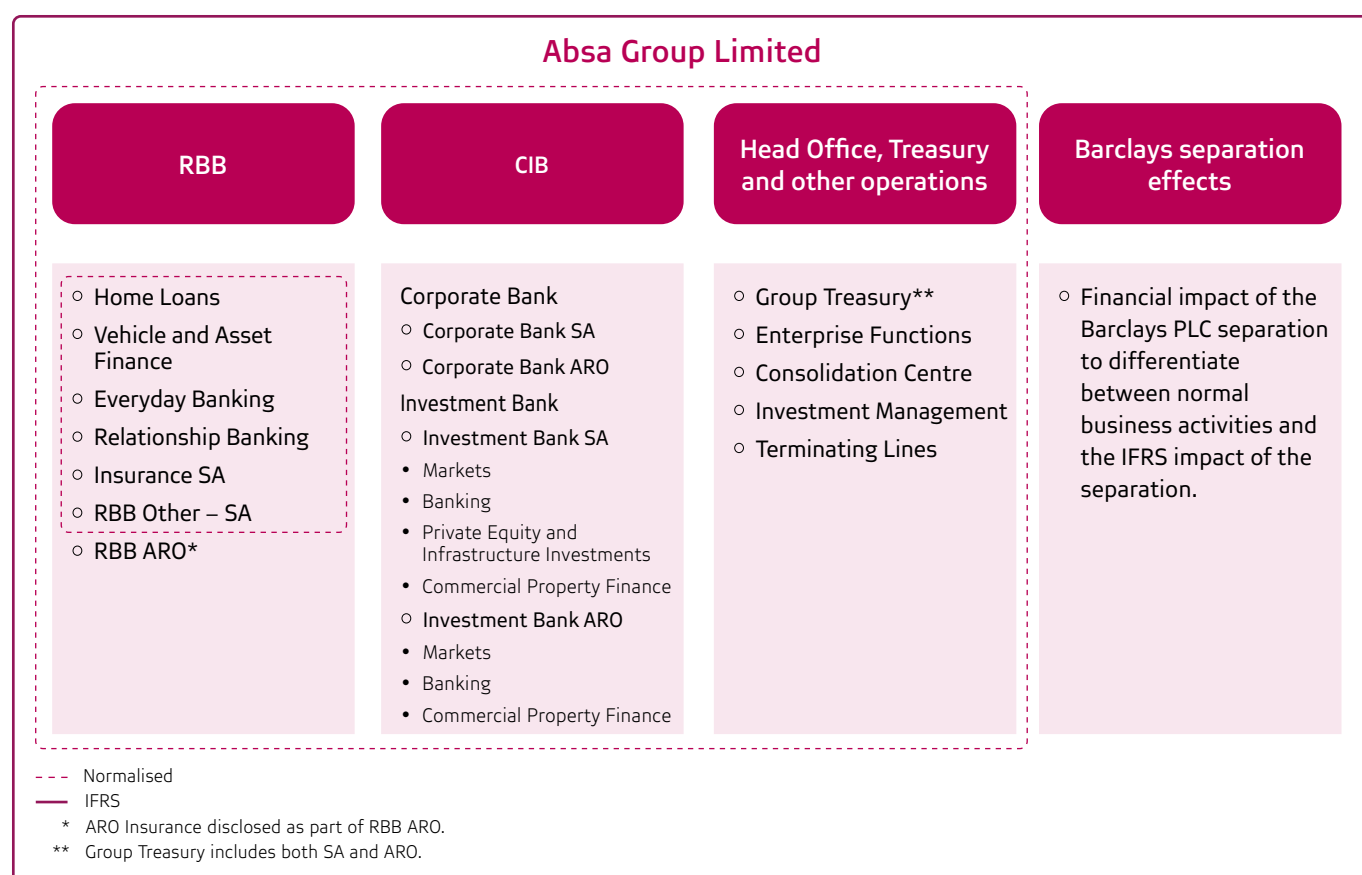 Absa Group Limited
RBB
CIB
Head Office, Treasury
and other operations
Barclays separation
effects
Home Loans
Vehicle and Asset
Finance
Everyday Banking
Relationship Banking
Insurance SA
RBB Other – SA
RBB ARO*
Corporate Bank
Corporate Bank SA
Corporate Bank ARO
Investment Bank
Investment Bank SA
• Markets
• Banking
• Private Equity and
Infrastructure Investments
• Commercial Property Finance
Investment Bank ARO
• Markets
• Banking
• Commercial Property Finance
Group Treasury**
Enterprise Functions
Consolidation Centre
Investment Management
Terminating Lines
Financial impact of the
Barclays PLC separation
to differentiate
between normal
business activities and
the IFRS impact of the
separation.
Normalised
IFRS
* ARO Insurance disclosed as part of RBB ARO.
** Group Treasury includes both SA and ARO.